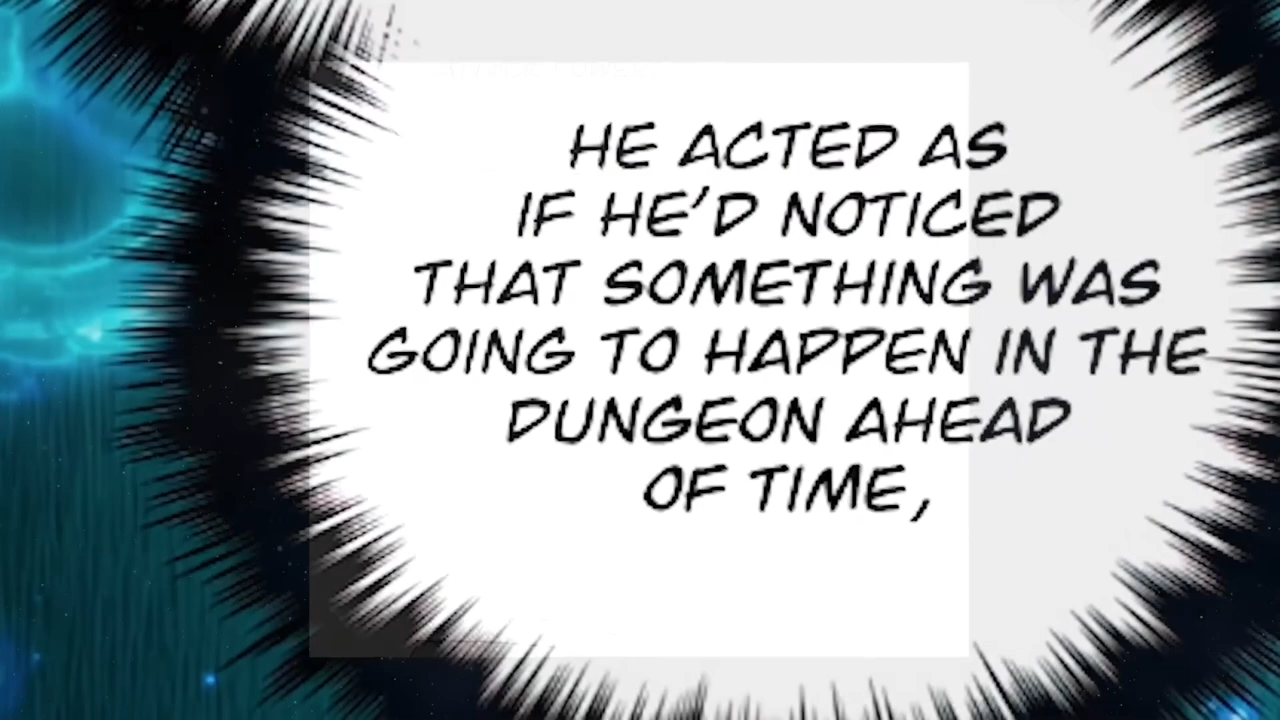 HE ACTED AS
IF HE'D NOTICED
THAT SOMETHING WAS
GOING TO HAPPEN IN THE
DUNGEON AHEAD
OF TIME,